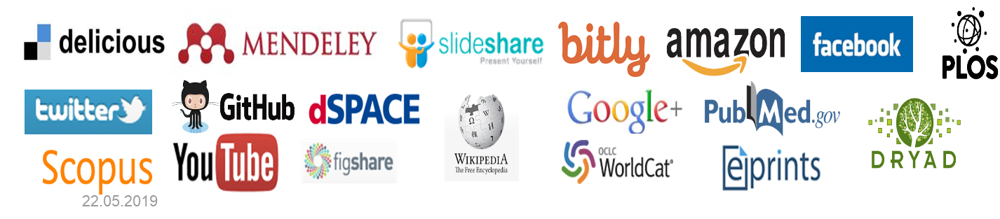 delicious
MENDELEY
slideshare
Present Yourself
bitly
amazon
facebook
PLOS
twitter
GitHub
dSPACE
WIKIPEDIA
The Free Encyclopedia
Google+
PubMed.gov
DRYAD
Scopus
YouTube
figshare
OCLC
WorldCat®
eprints
22.05.2019